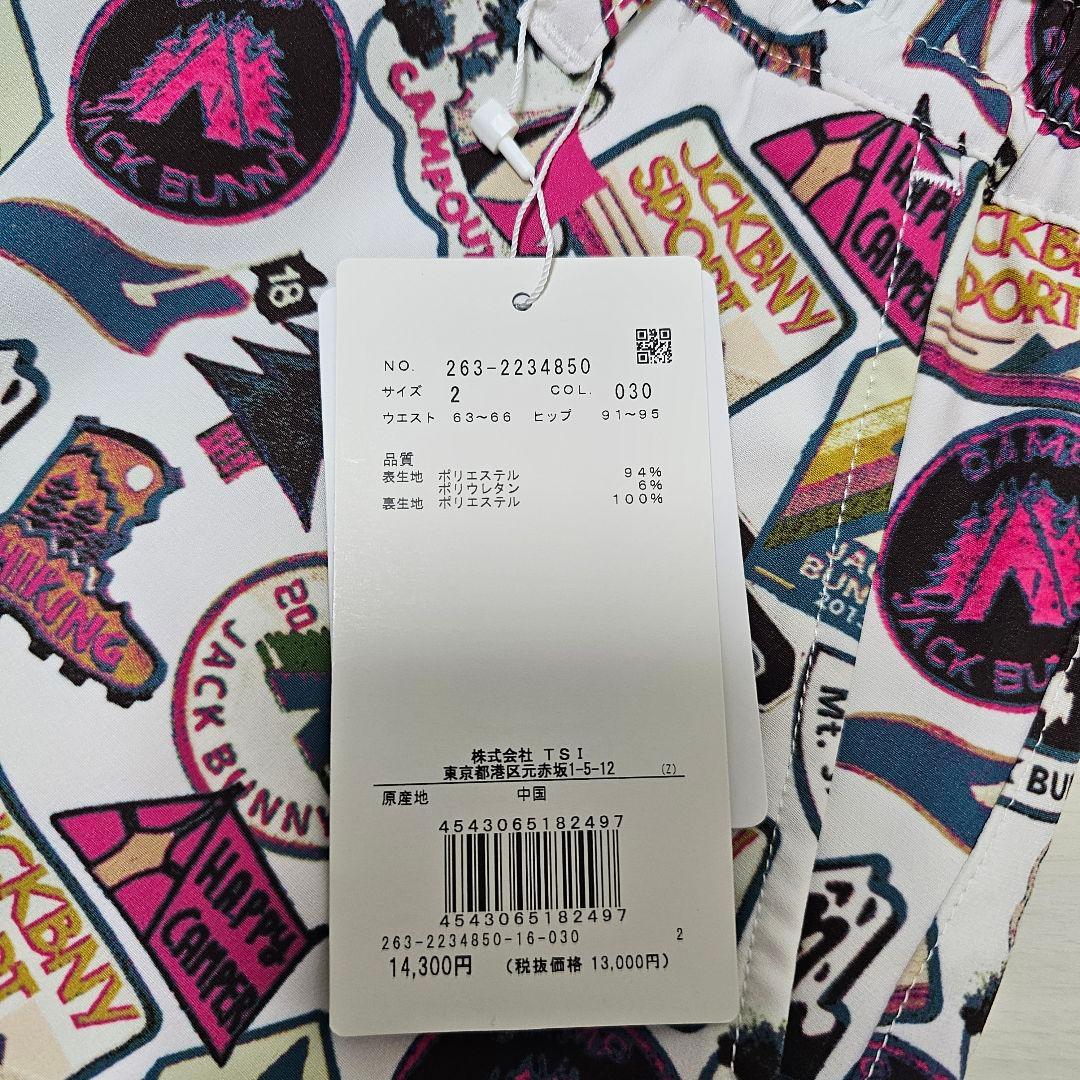 JACK BUNNY
CAMPOUT
JCKBNY
SPORT
HAPPY
CAMPER
CKBNY
PORT
18
NO. 263-2234850
サイズ 2 COL. 030
ウエスト 63～66 ヒップ 91～95
品質
表生地 ポリエステル 94%
ポリウレタン 6%
裏生地 ポリエステル 100%
HIKING
20
JACK BUNNY
JACK BUNNY
Mt.
BU
株式会社 TSI
東京都港区元赤坂1-5-12 (Z)
原産地 中国
4543065182497
4543065182497
263-2234850-16-030 2
14,300円 (税抜価格 13,000円)
JCKBNY
RT
HAPPY
CAMPER